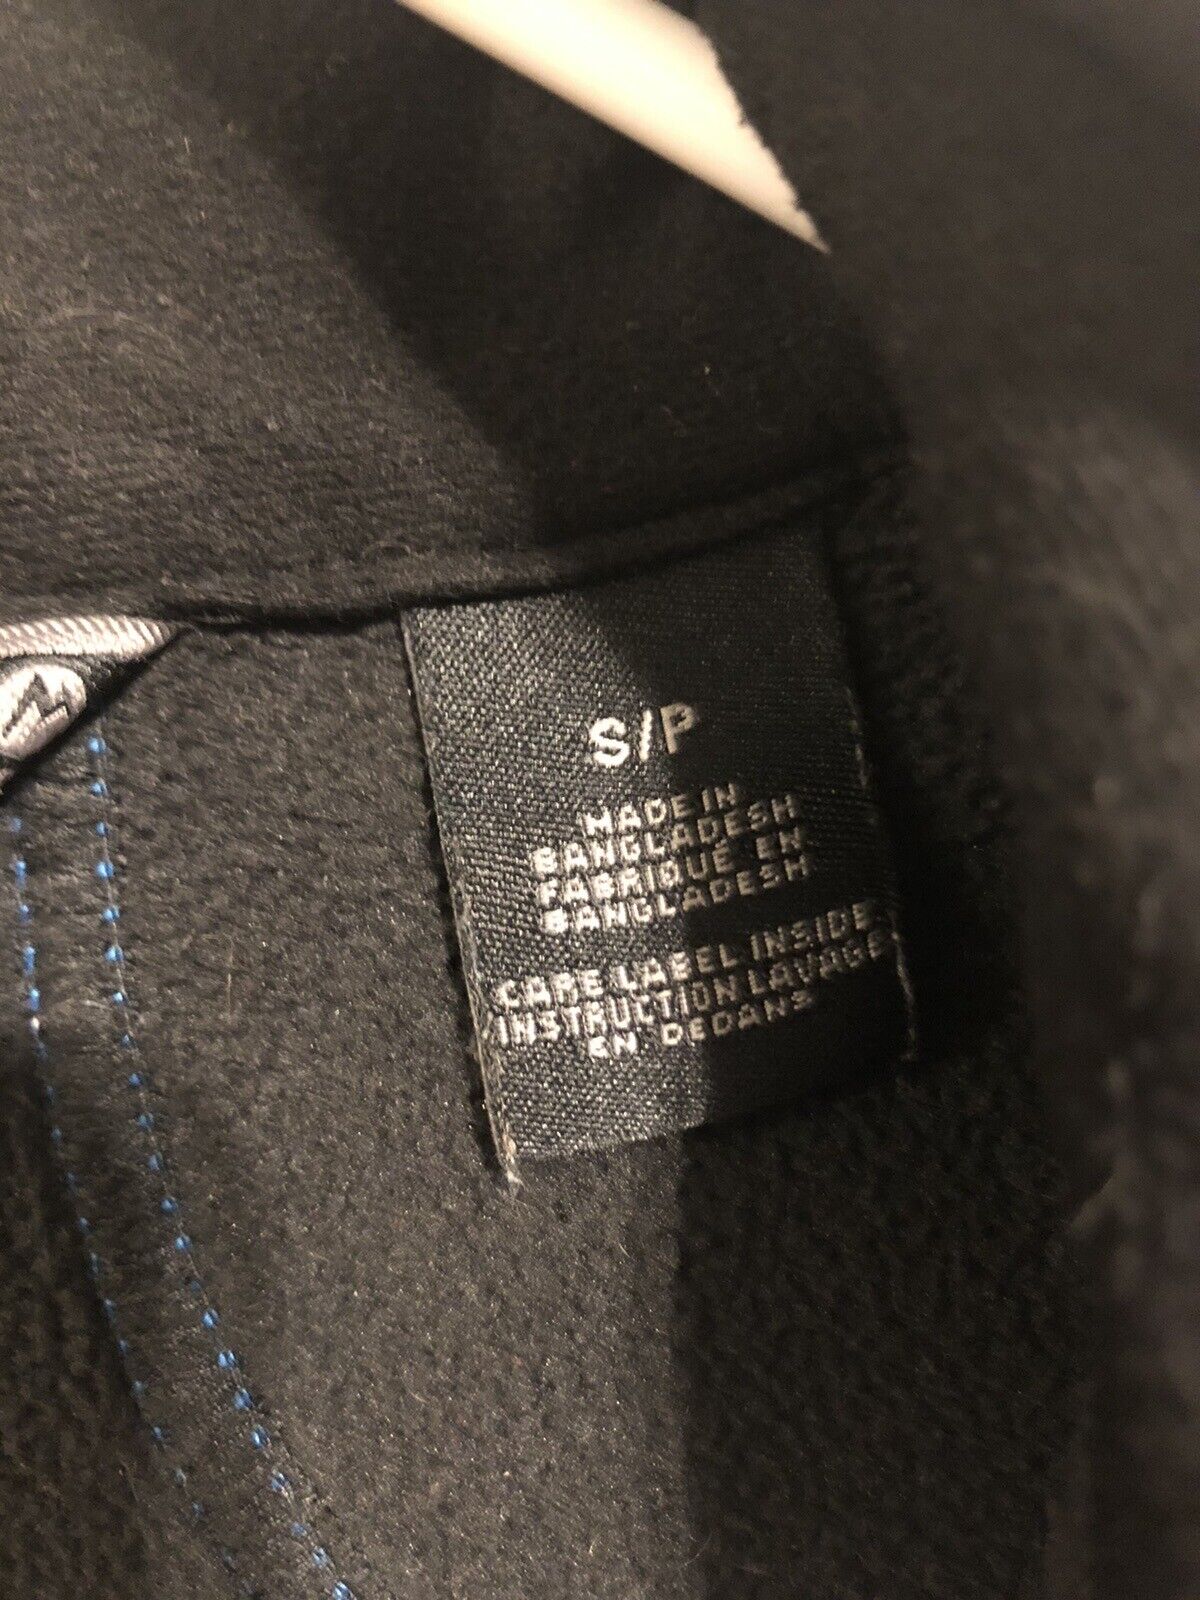 S/P
MADE IN
BANGLADESH
FABRIQUÉ EN
BANGLADESH
CARE LABEL INSIDE
INSTRUCTION LAVAGE
EN DEDANS